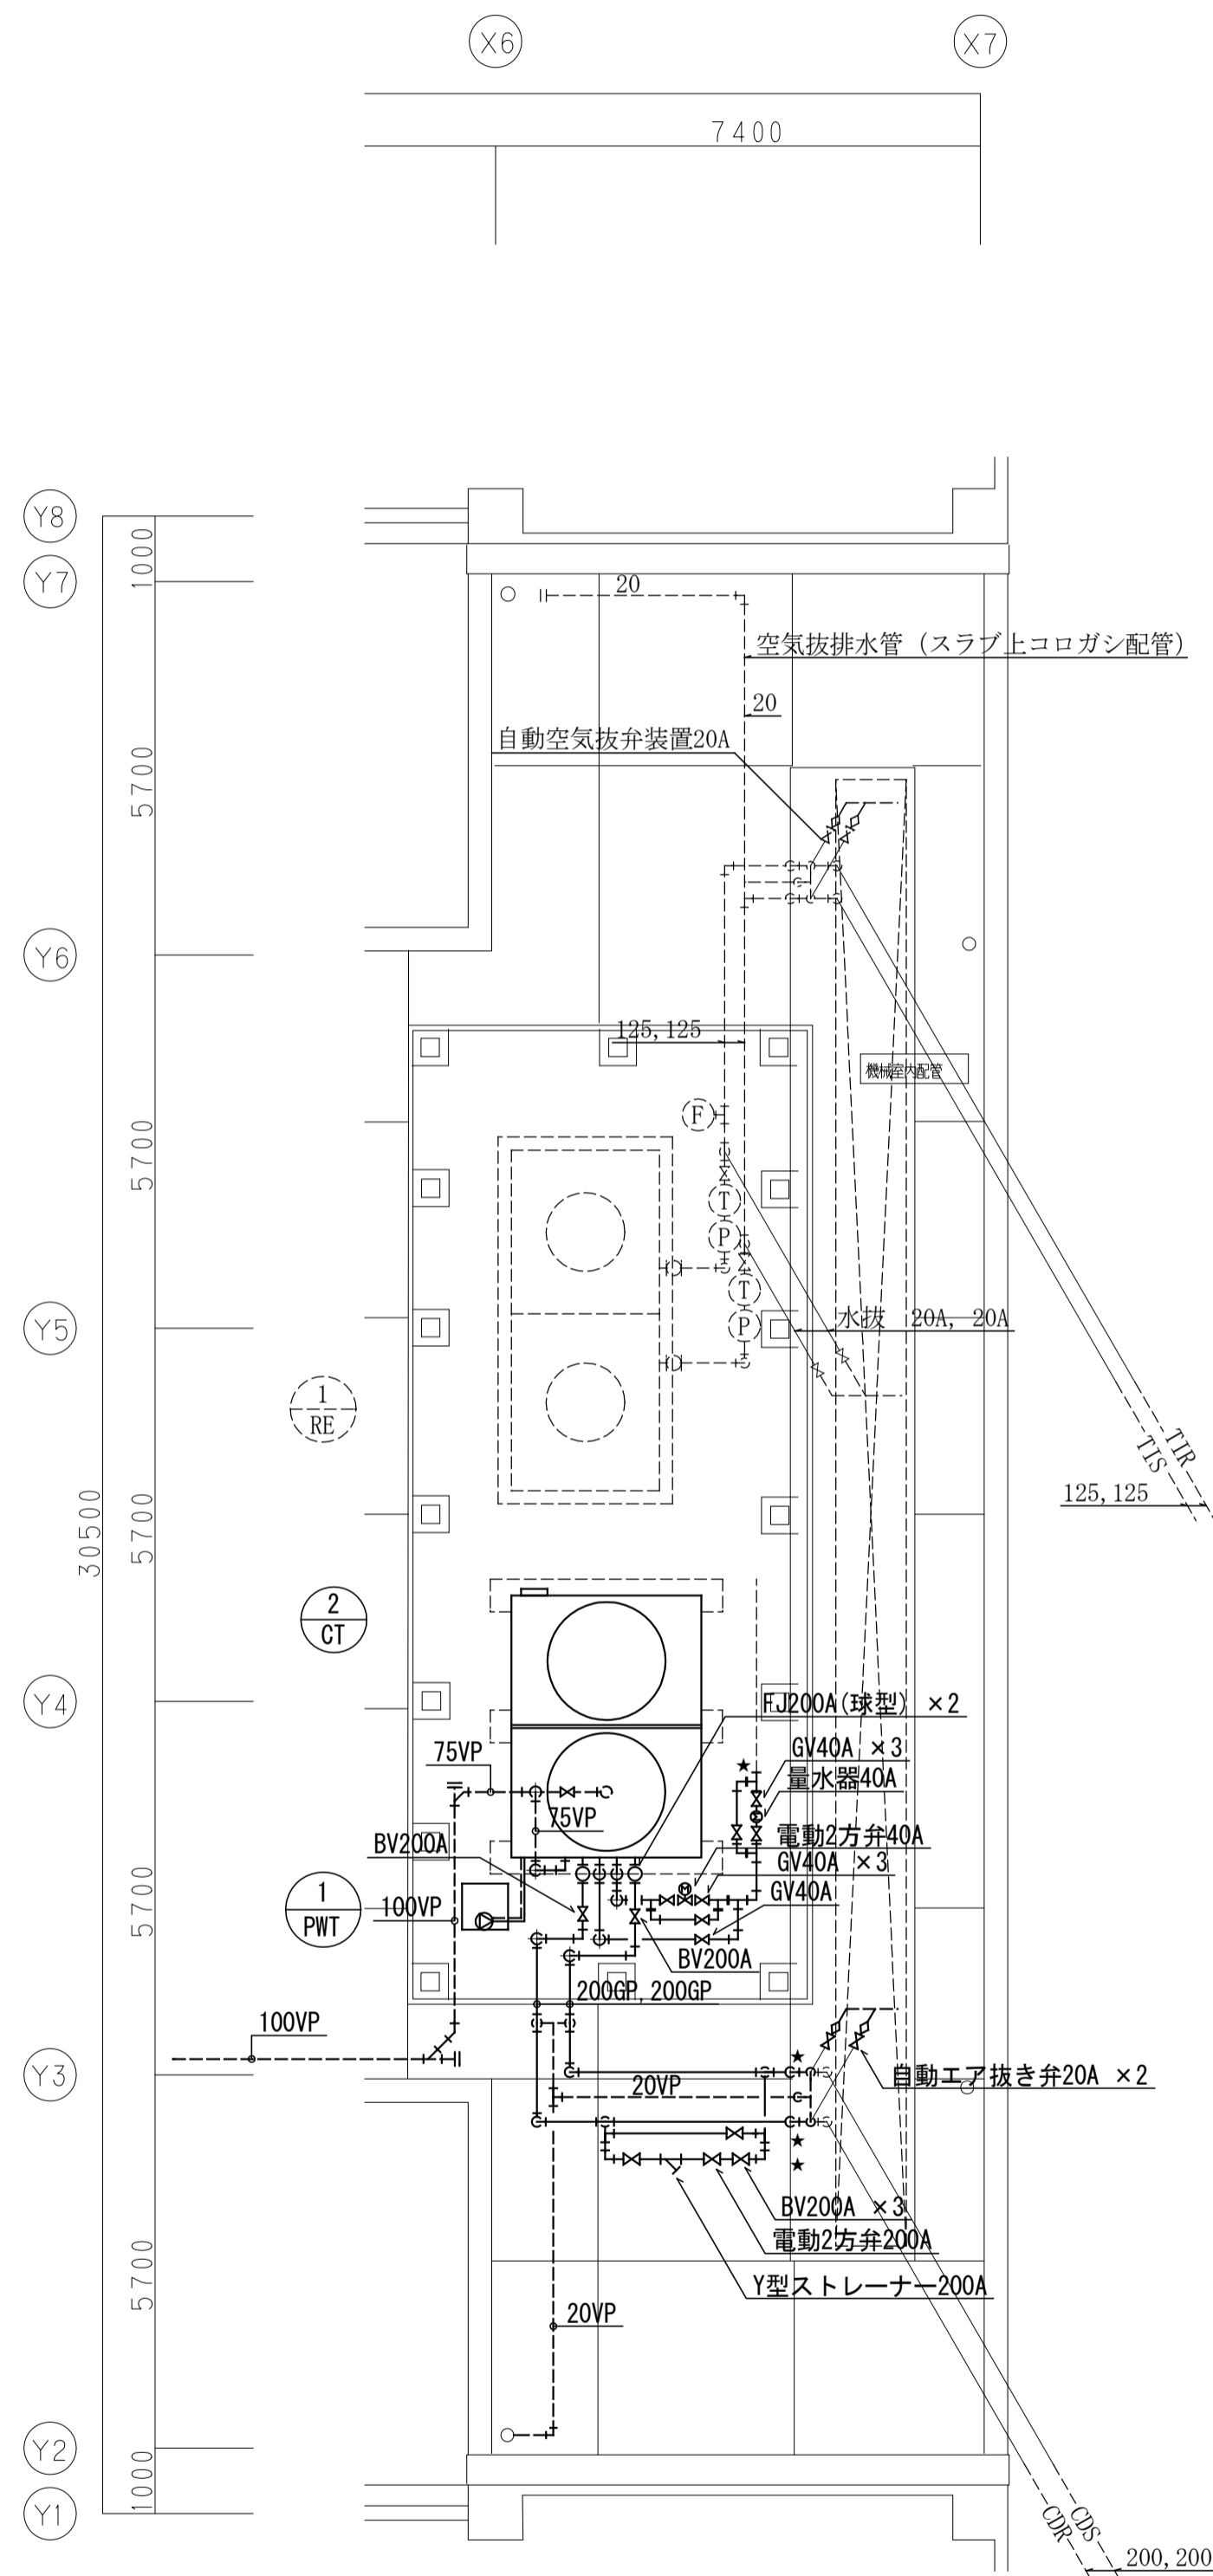 X6
X7
7400
Y8
1000
Y7
20
空気抜排水管（スラブ上コロガシ配管）
20
自動空気抜弁装置20A
5700
Y6
125,125
機械室内配管
F
5700
T
P
T
水抜　20A, 20A
P
Y5
1
RE
TIR
TIS
125,125
30500
5700
2
CT
Y4
FJ200A(球型) ×2
75VP
GV40A ×3
★
量水器40A
75VP
電動2方弁40A
BV200A
GV40A ×3
M
GV40A
5700
1
PWT
100VP
BV200A
200GP, 200GP
100VP
★
Y3
自動エア抜き弁20A ×2
20VP
★
★
BV200A ×3
電動2方弁200A
5700
Y型ストレーナー200A
20VP
Y2
1000
Y1
CDS
CDR
200,200